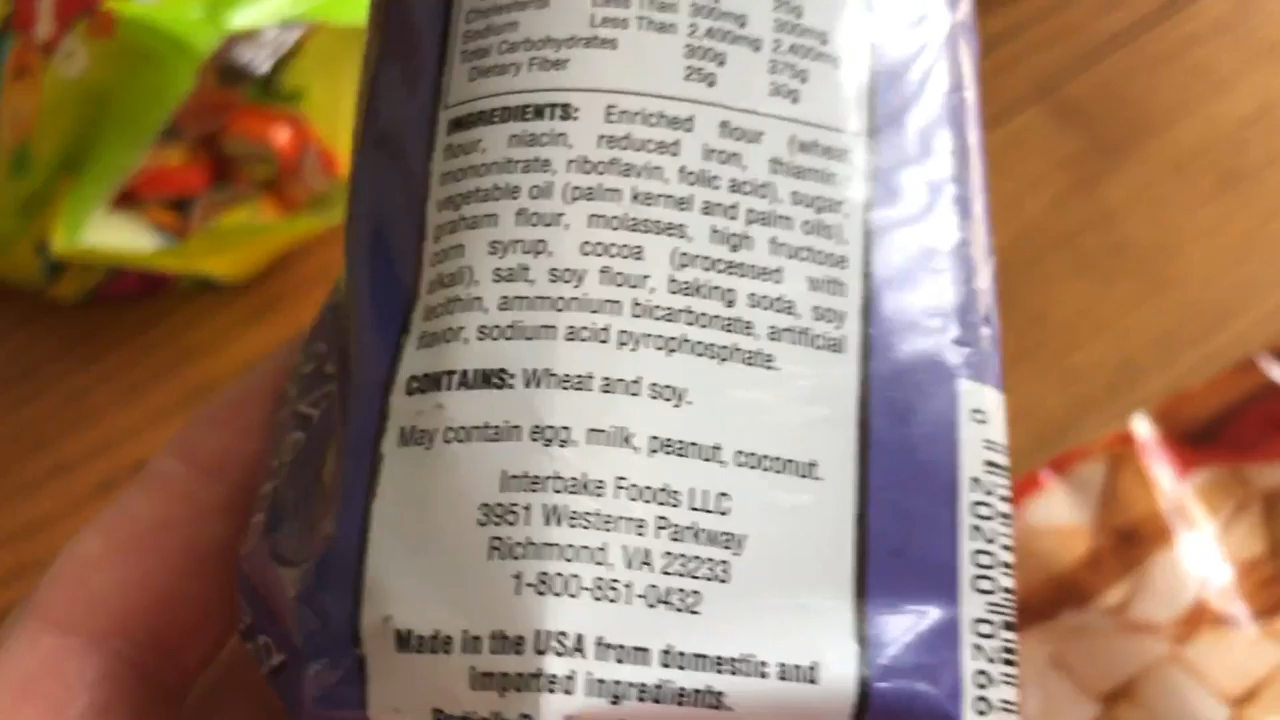 Cholesterol Less Than 300mg 300mg
Sodium Less Than 2,400mg 2,400mg
Total Carbohydrates 300g 375g
Dietary Fiber 25g 30g
INGREDIENTS: Enriched flour (wheat
flour, niacin, reduced iron, thiamin
mononitrate, riboflavin, folic acid), sugar,
vegetable oil (palm kernel and palm oils),
graham flour, molasses, high fructose
corn syrup, cocoa (processed with
alkali), salt, soy flour, baking soda, soy
lecithin, ammonium bicarbonate, artificial
flavor, sodium acid pyrophosphate.
CONTAINS: Wheat and soy.
May contain egg, milk, peanut, coconut.
Interbake Foods LLC
3951 Westerre Parkway
Richmond, VA 23233
1-800-851-0432
Made in the USA from domestic and
imported ingredients.